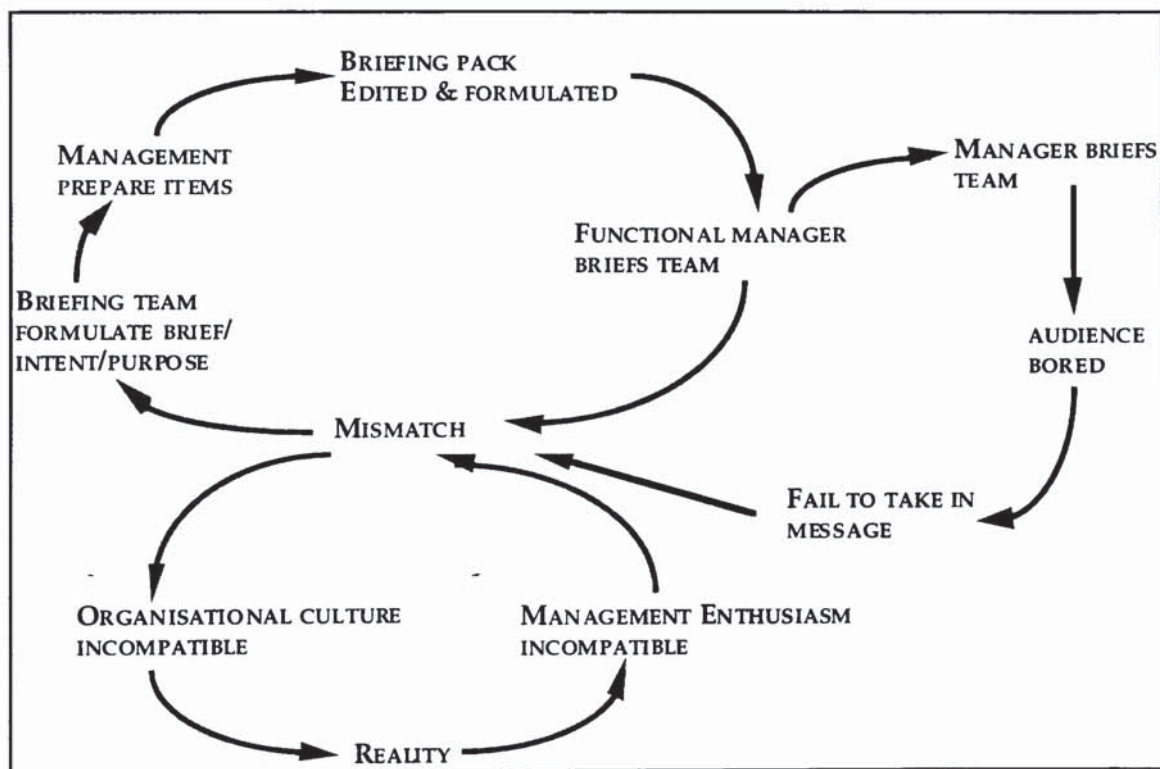 BRIEFING PACK
EDITED & FORMULATED
MANAGEMENT
PREPARE ITEMS
MANAGER BRIEFS
TEAM
FUNCTIONAL MANAGER
BRIEFS TEAM
BRIEFING TEAM
FORMULATE BRIEF/
INTENT/PURPOSE
AUDIENCE
BORED
MISMATCH
FAIL TO TAKE IN
MESSAGE
ORGANISATIONAL CULTURE
INCOMPATIBLE
MANAGEMENT ENTHUSIASM
INCOMPATIBLE
REALITY